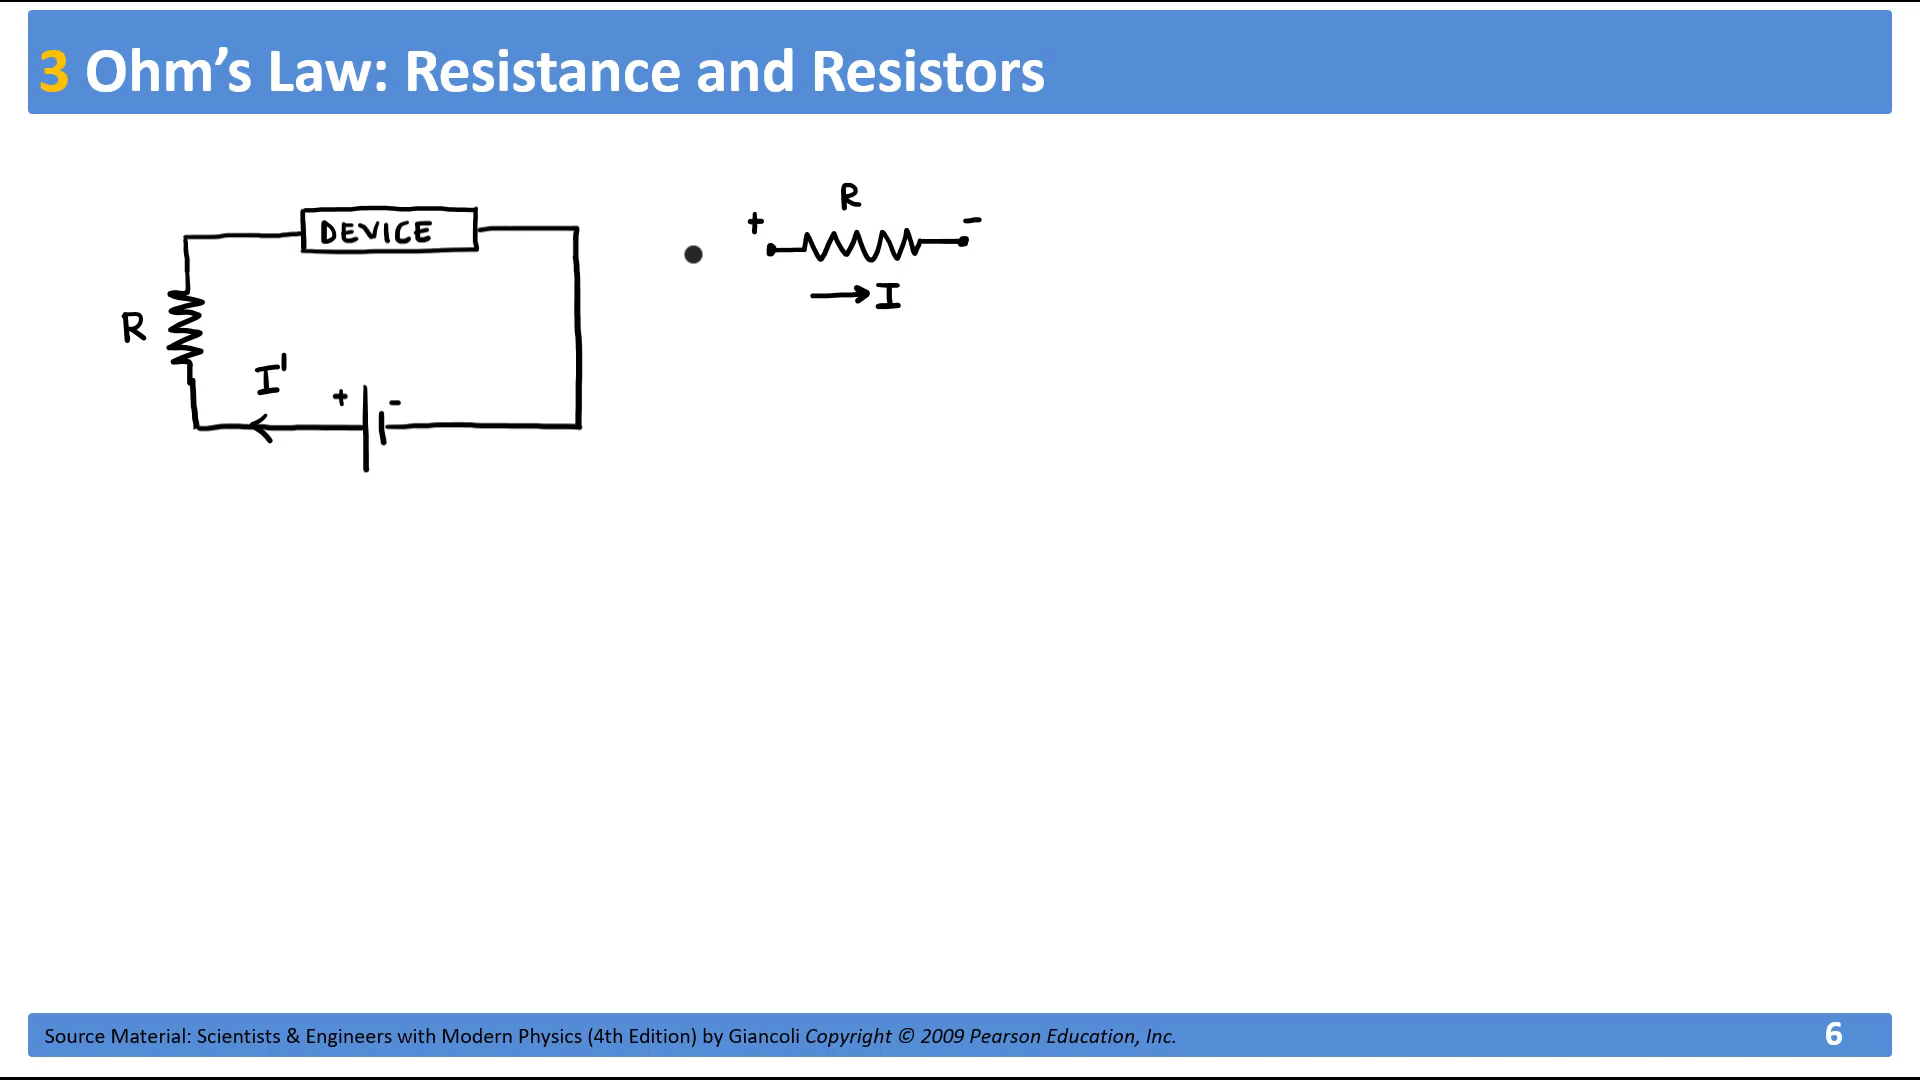 3 Ohm’s Law: Resistance and Resistors
DEVICE
R
I'
+ -
R
+ -
I
Source Material: Scientists & Engineers with Modern Physics (4th Edition) by Giancoli Copyright © 2009 Pearson Education, Inc.
6